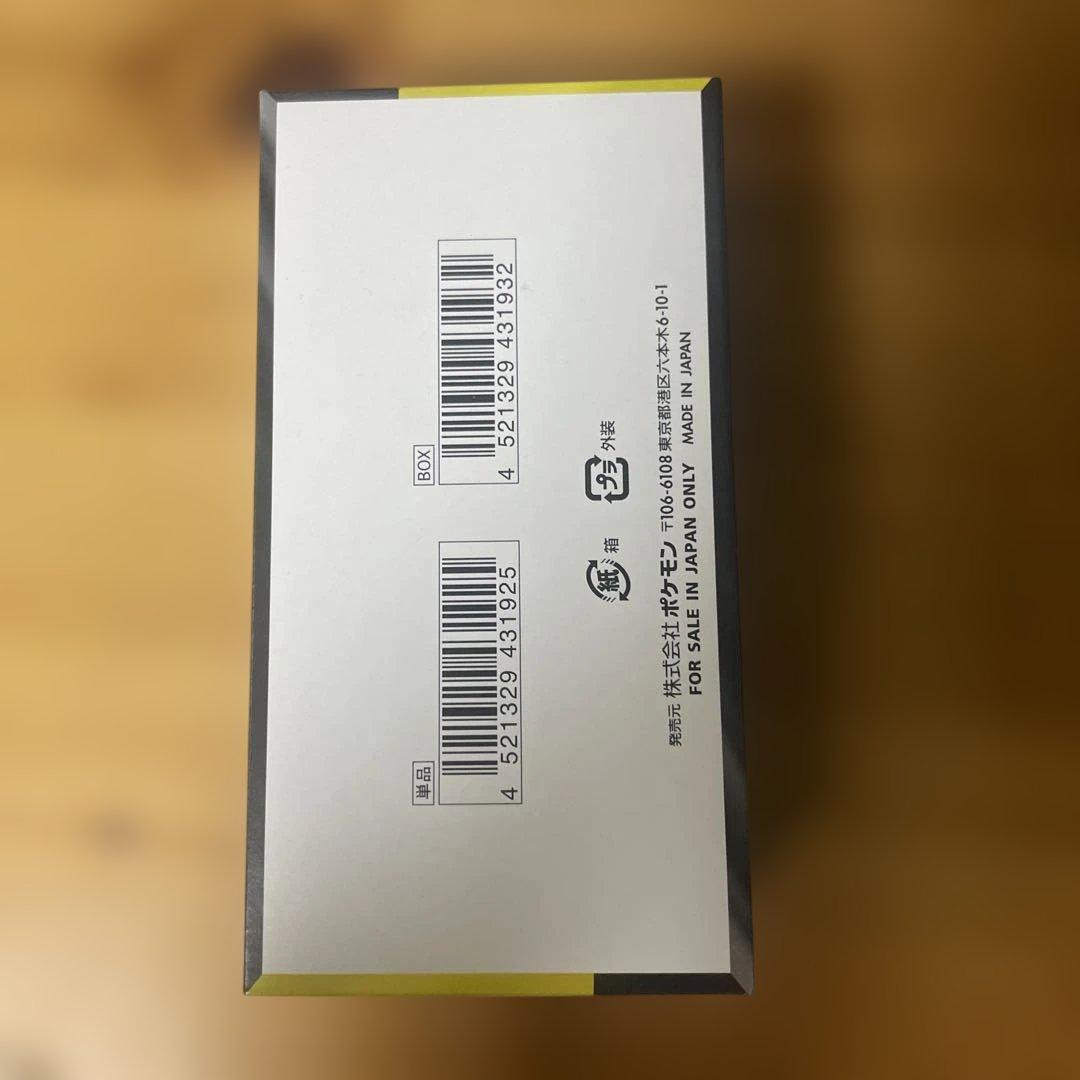 単品
4 521329 431925
BOX
4 521329 431932
紙 箱
プラ 外装
発売元 株式会社ポケモン 〒106-6108 東京都港区六本木6-10-1
FOR SALE IN JAPAN ONLY MADE IN JAPAN